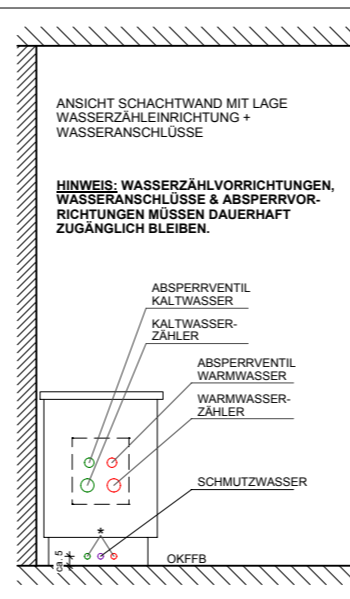 ANSICHT SCHACHTWAND MIT LAGE
WASSERZÄHLEINRICHTUNG +
WASSERANSCHLÜSSE
HINWEIS: WASSERZÄHLVORRICHTUNGEN,
WASSERANSCHLÜSSE & ABSPERRVOR-
RICHTUNGEN MÜSSEN DAUERHAFT
ZUGÄNGLICH BLEIBEN.
ABSPERRVENTIL
KALTWASSER
KALTWASSER-
ZÄHLER
ABSPERRVENTIL
WARMWASSER
WARMWASSER-
ZÄHLER
SCHMUTZWASSER
*
ca. 5
OKFFB